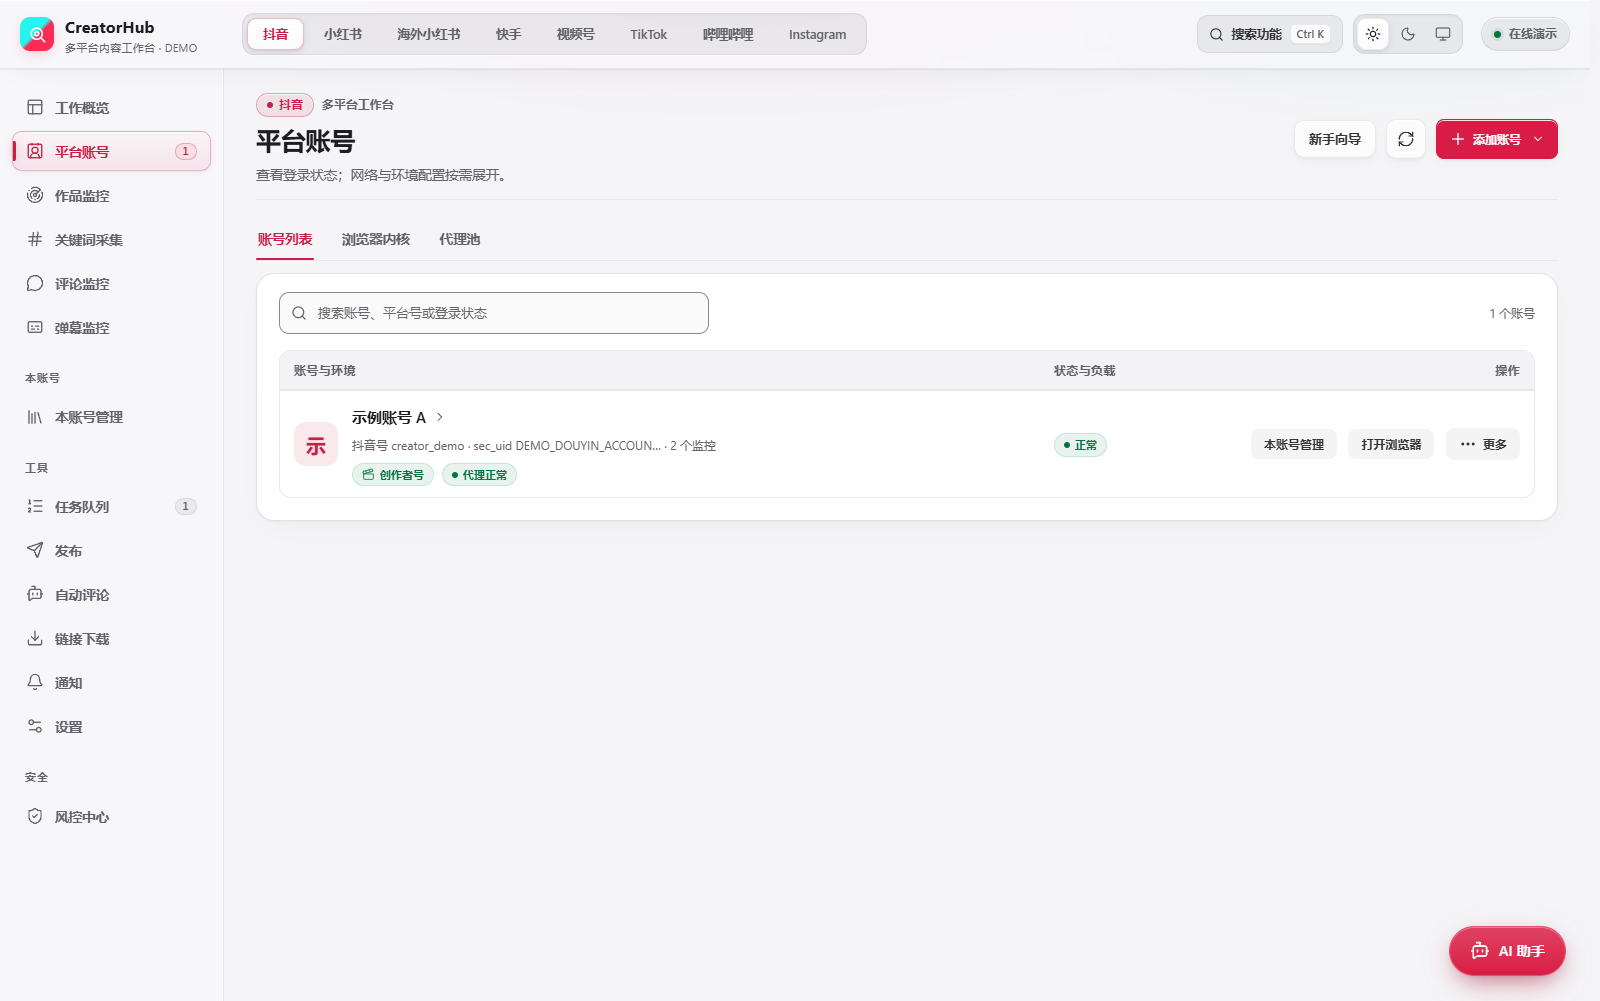 CreatorHub
多平台内容工作台 · DEMO
抖音 小红书 海外小红书 快手 视频号 TikTok 哔哩哔哩 Instagram
搜索功能 Ctrl K
在线演示
工作概览
平台账号 1
作品监控
关键词采集
评论监控
弹幕监控
本账号
本账号管理
工具
任务队列 1
发布
自动评论
链接下载
通知
设置
安全
风控中心
抖音 多平台工作台
平台账号
查看登录状态；网络与环境配置按需展开。
新手向导 添加账号
账号列表 浏览器内核 代理池
搜索账号、平台号或登录状态
1 个账号
账号与环境 状态与负载 操作
示
示例账号 A
抖音号 creator_demo · sec_uid DEMO_DOUYIN_ACCOUN... · 2 个监控
创作者号 代理正常
正常
本账号管理 打开浏览器 更多
AI 助手